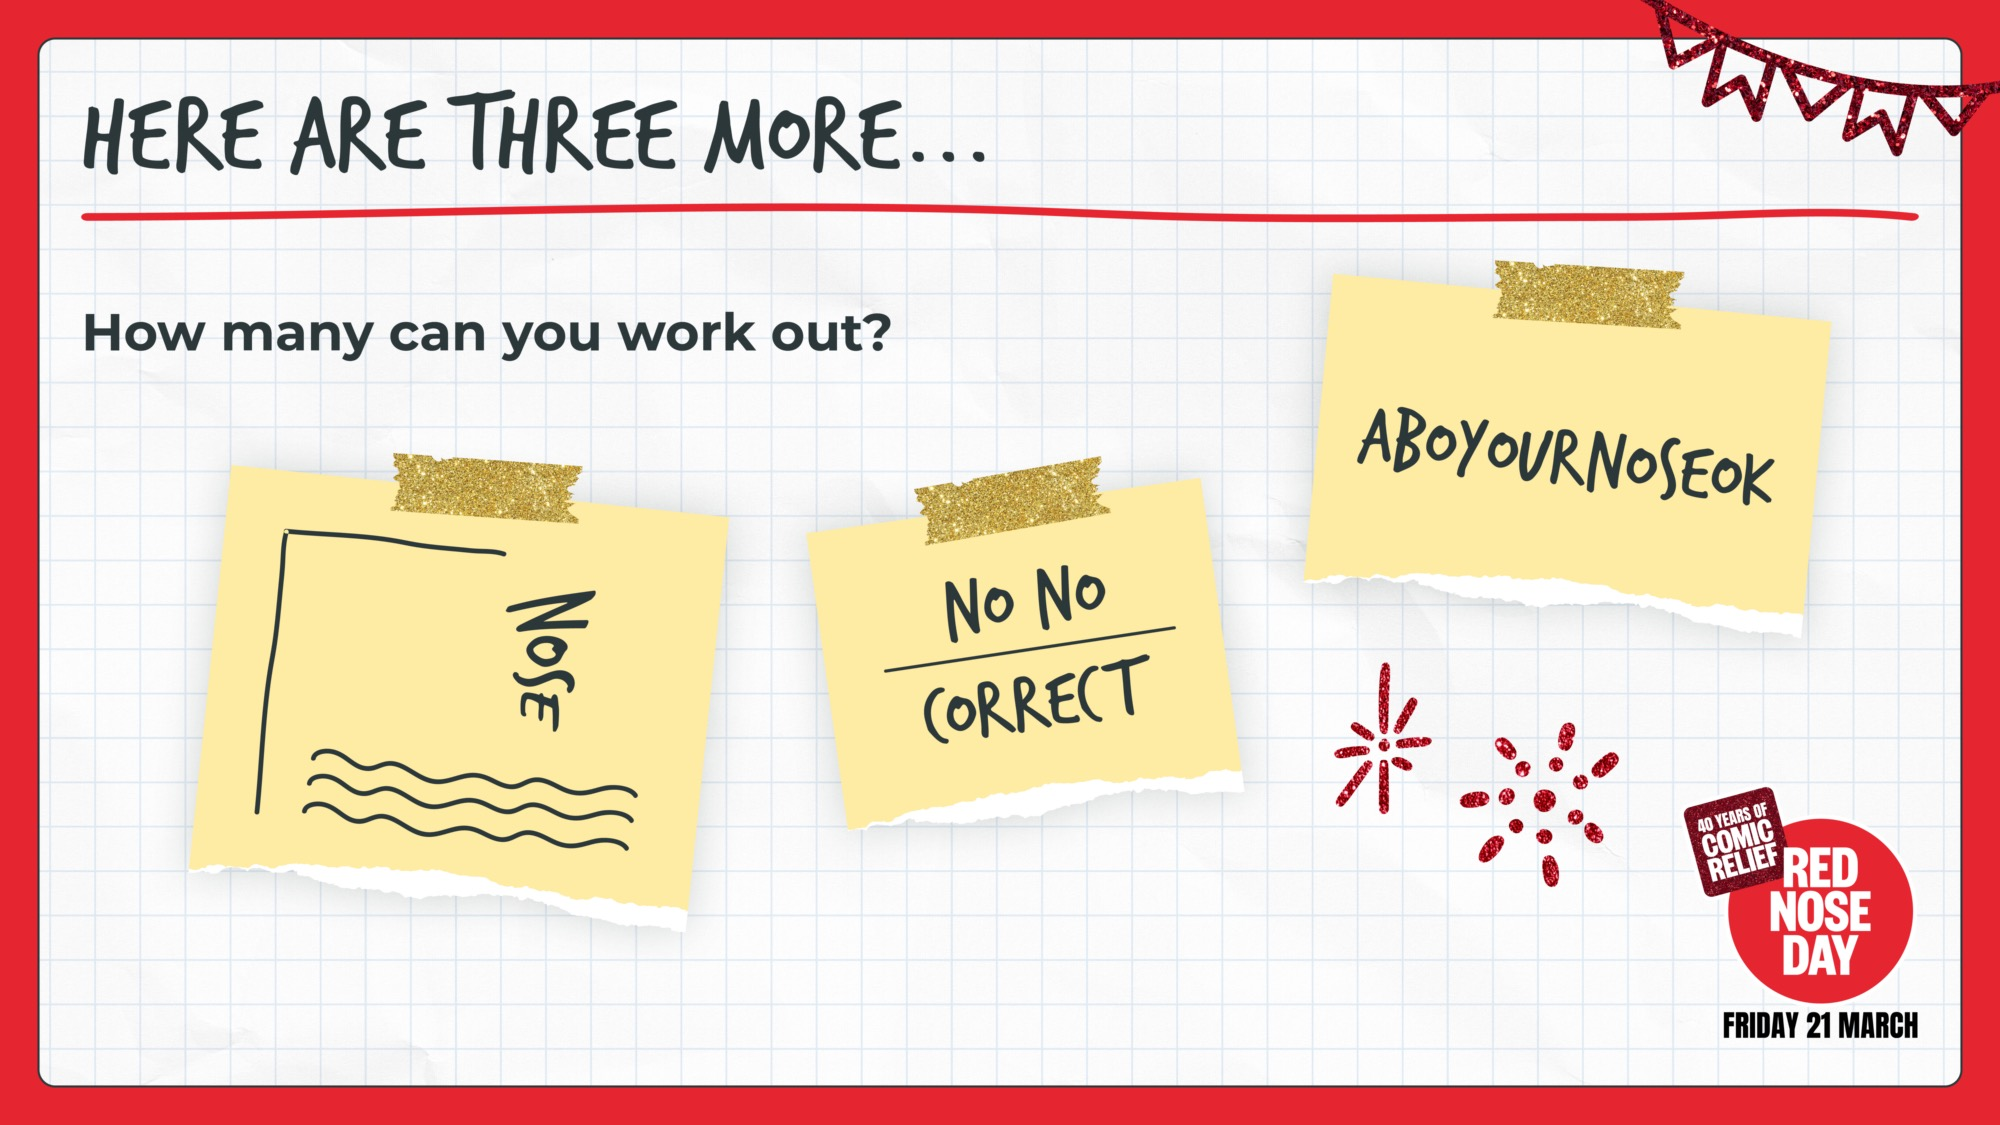 HERE ARE THREE MORE...
How many can you work out?
ABOYOURNOSEOK
NOSE
NO NO
CORRECT
40 YEARS OF
COMIC
RELIEF
RED
NOSE
DAY
FRIDAY 21 MARCH